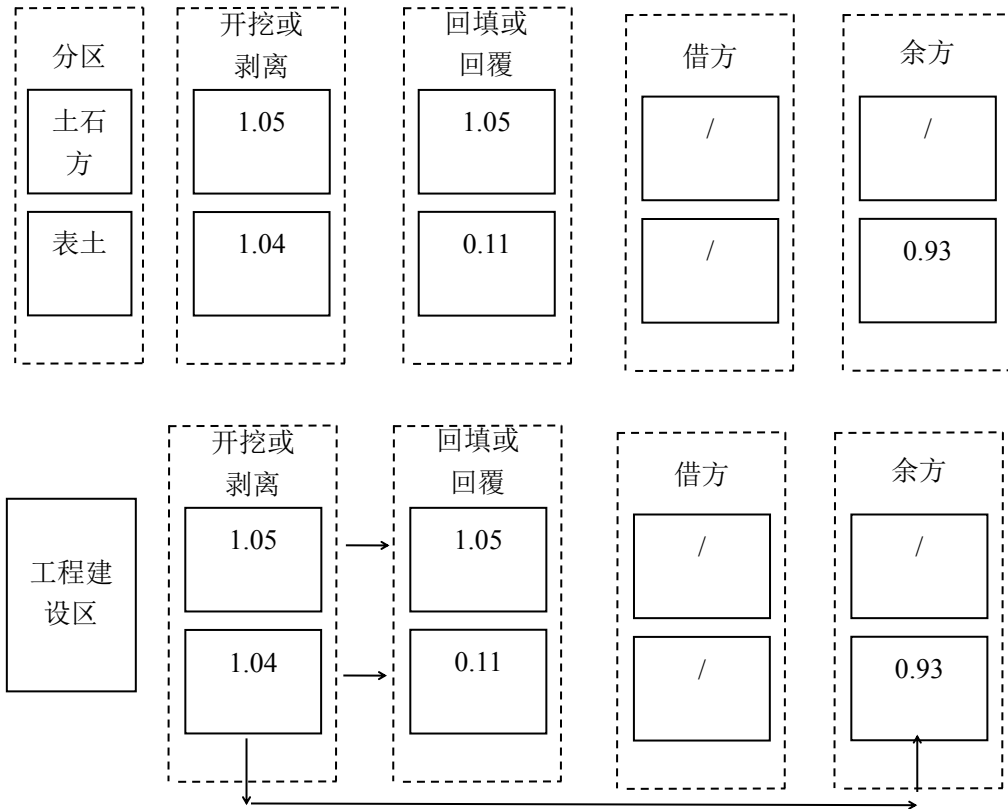 分区
开挖或
剥离
回填或
回覆
借方
余方
土石
方
1.05
1.05
/
/
表土
1.04
0.11
/
0.93
开挖或
剥离
回填或
回覆
借方
余方
工程建
设区
1.05
1.05
/
/
1.04
0.11
/
0.93